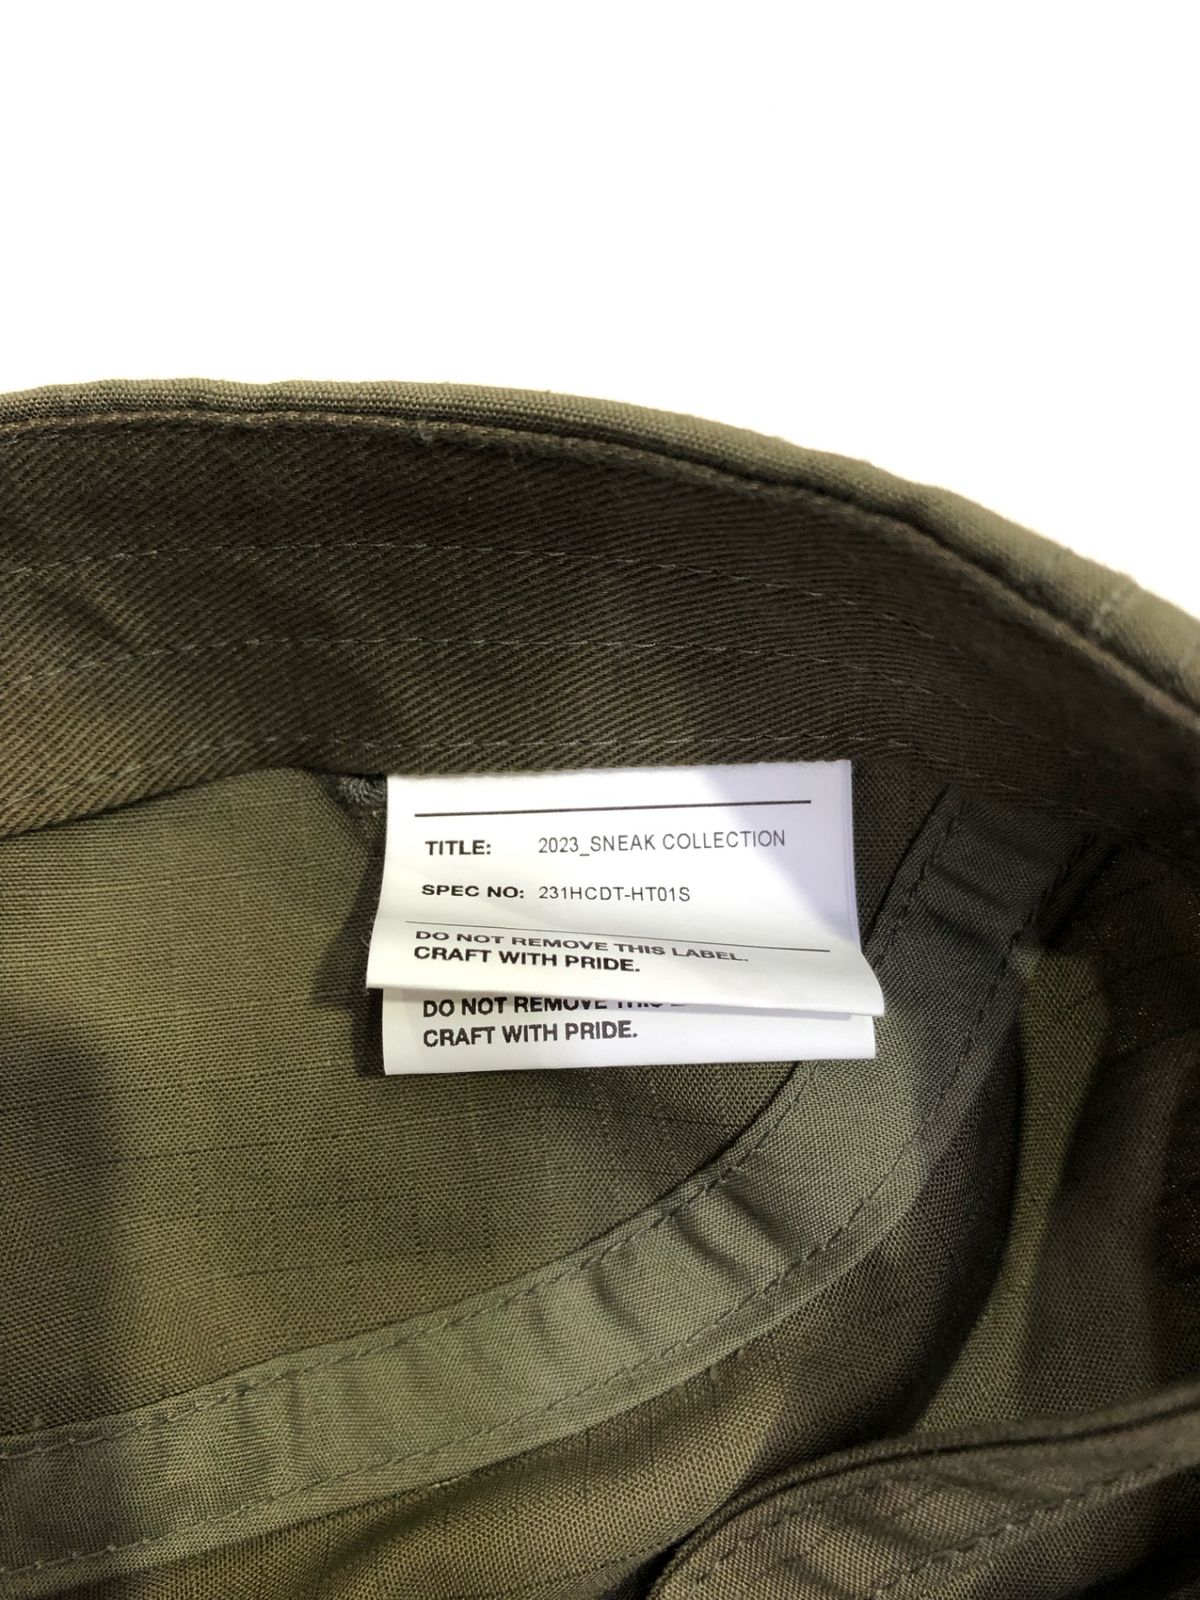 TITLE: 2023_SNEAK COLLECTION
SPEC NO: 231HCDT-HT01S
DO NOT REMOVE THIS LABEL.
CRAFT WITH PRIDE.
DO NOT REMOVE THIS
CRAFT WITH PRIDE.